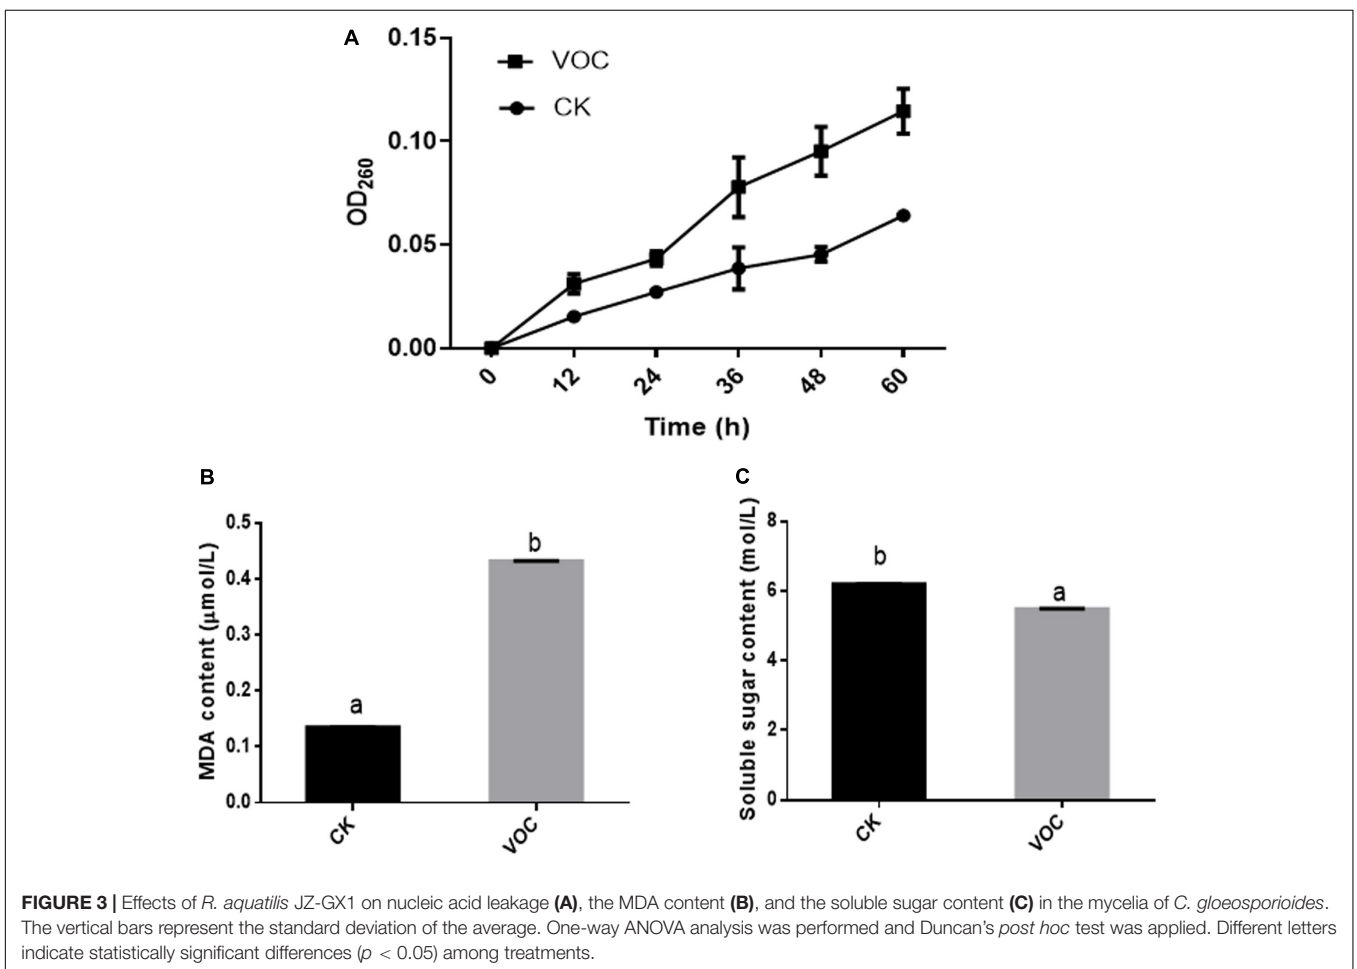 A
0.15
VOC
CK
0.10
0.05
0.00
OD260
0 12 24 36 48 60
Time (h)
B
0.5
0.4
0.3
0.2
0.1
0.0
MDA content (μmol/L)
a
b
CK VOC
C
8
6
4
2
0
Soluble sugar content (mol/L)
b
a
CK VOC
FIGURE 3 | Effects of R. aquatilis JZ-GX1 on nucleic acid leakage (A), the MDA content (B), and the soluble sugar content (C) in the mycelia of C. gloeosporioides.
The vertical bars represent the standard deviation of the average. One-way ANOVA analysis was performed and Duncan's post hoc test was applied. Different letters
indicate statistically significant differences (p < 0.05) among treatments.